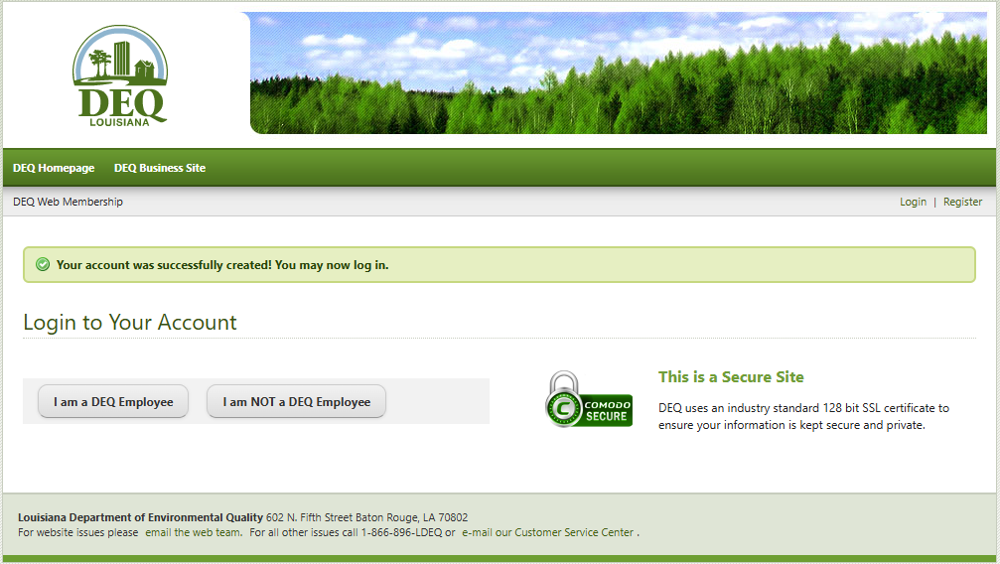 DEQ
LOUISIANA
DEQ Homepage DEQ Business Site
DEQ Web Membership Login | Register
Your account was successfully created! You may now log in.
Login to Your Account
I am a DEQ Employee I am NOT a DEQ Employee
C COMODO
SECURE
This is a Secure Site
DEQ uses an industry standard 128 bit SSL certificate to
ensure your information is kept secure and private.
Louisiana Department of Environmental Quality 602 N. Fifth Street Baton Rouge, LA 70802
For website issues please email the web team. For all other issues call 1-866-896-LDEQ or e-mail our Customer Service Center .